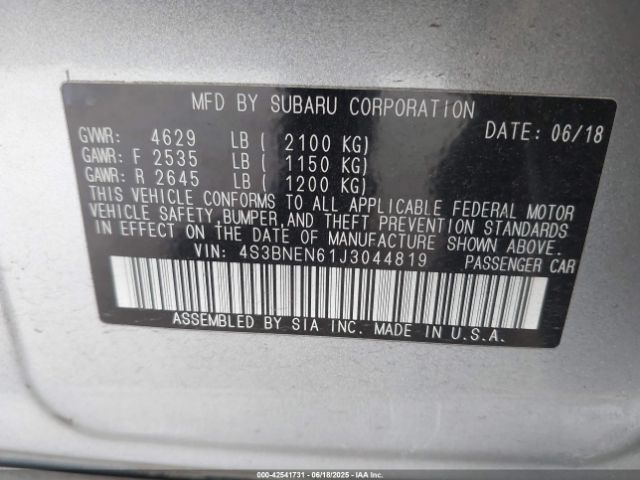 MFD BY SUBARU CORPORATION
DATE: 06/18
GVWR: 4629 LB ( 2100 KG)
GAWR: F 2535 LB ( 1150 KG)
GAWR: R 2645 LB ( 1200 KG)
THIS VEHICLE CONFORMS TO ALL APPLICABLE FEDERAL MOTOR
VEHICLE SAFETY, BUMPER, AND THEFT PREVENTION STANDARDS
IN EFFECT ON THE DATE OF MANUFACTURE SHOWN ABOVE.
VIN: 4S3BNEN61J3044819 PASSENGER CAR
ASSEMBLED BY SIA INC. MADE IN U.S.A.
000-42541731 - 06/18/2025 - IAA Inc.